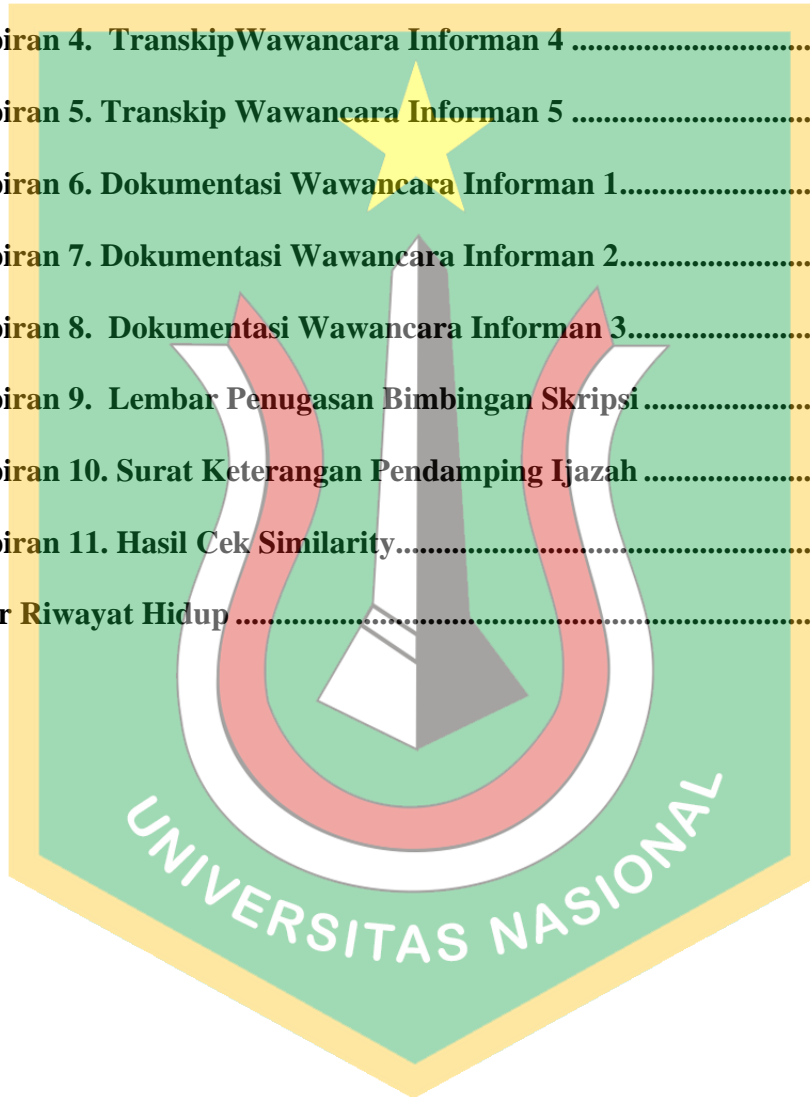 piran 4.  TranskipWawancara Informan 4 ..............................
piran 5. Transkip Wawancara Informan 5 ..............................
piran 6. Dokumentasi Wawancara Informan 1........................
piran 7. Dokumentasi Wawancara Informan 2........................
piran 8.  Dokumentasi Wawancara Informan 3.......................
piran 9.  Lembar Penugasan Bimbingan Skripsi .....................
piran 10. Surat Keterangan Pendamping Ijazah .....................
piran 11. Hasil Cek Similarity.....................................................
r Riwayat Hidup .........................................................................
UNIVERSITAS NASIONAL